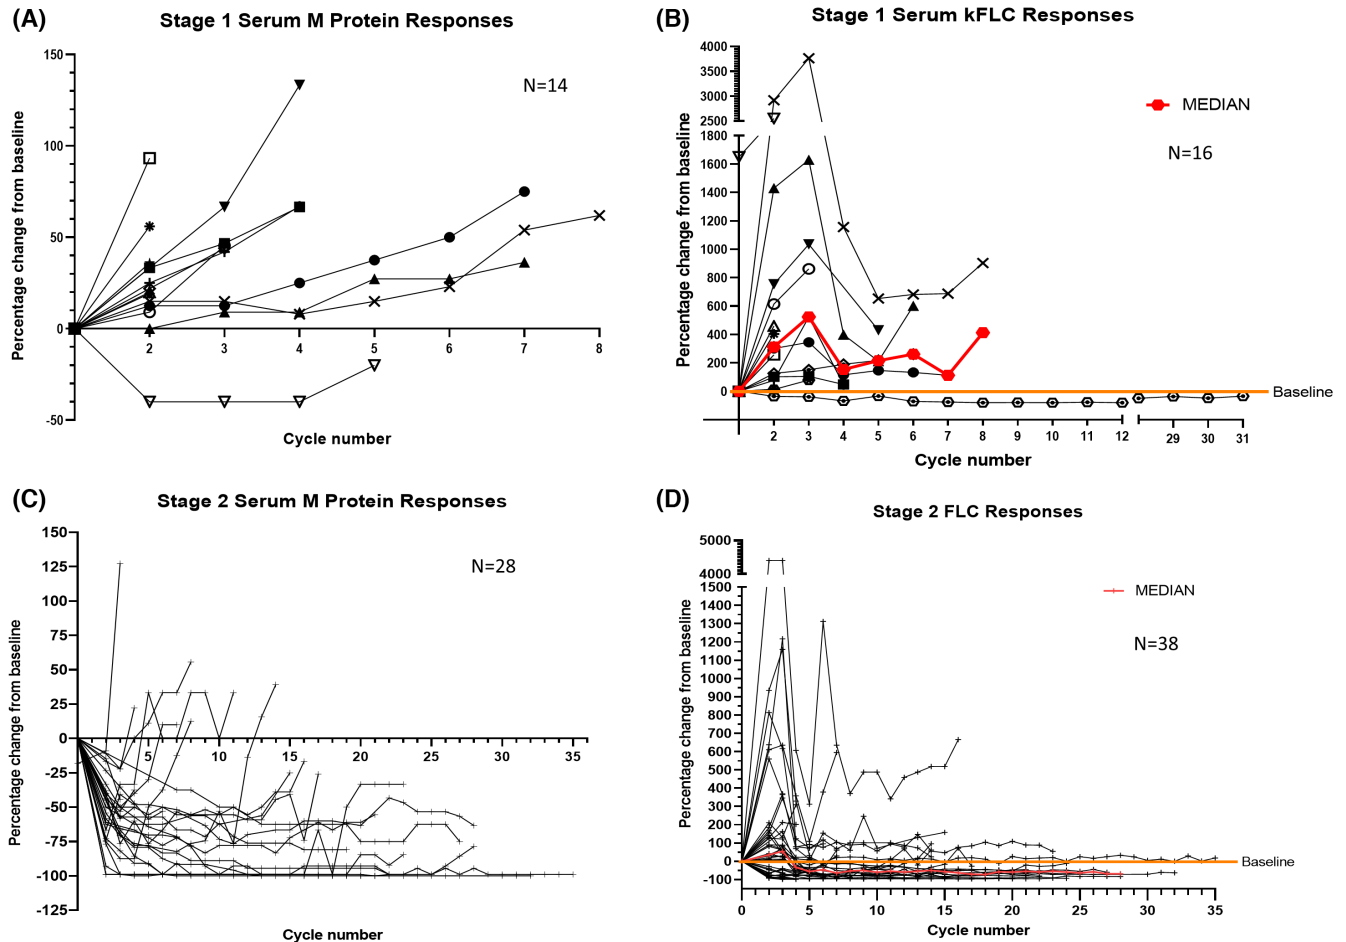 (A)
Stage 1 Serum M Protein Responses
N=14
Percentage change from baseline
150
100
50
0
-50
2 3 4 5 6 7 8
Cycle number
(B)
Stage 1 Serum kFLC Responses
MEDIAN
N=16
Percentage change from baseline
4000
3500
3000
2500
1800
1600
1400
1200
1000
800
600
400
200
0
Baseline
2 3 4 5 6 7 8 9 10 11 12 29 30 31
Cycle number
(C)
Stage 2 Serum M Protein Responses
N=28
Percentage change from baseline
150
125
100
75
50
25
0
-25
-50
-75
-100
-125
5 10 15 20 25 30 35
Cycle number
(D)
Stage 2 FLC Responses
MEDIAN
N=38
Percentage change from baseline
5000
4000
1500
1400
1300
1200
1100
1000
900
800
700
600
500
400
300
200
100
0
-100
Baseline
0 5 10 15 20 25 30 35
Cycle number